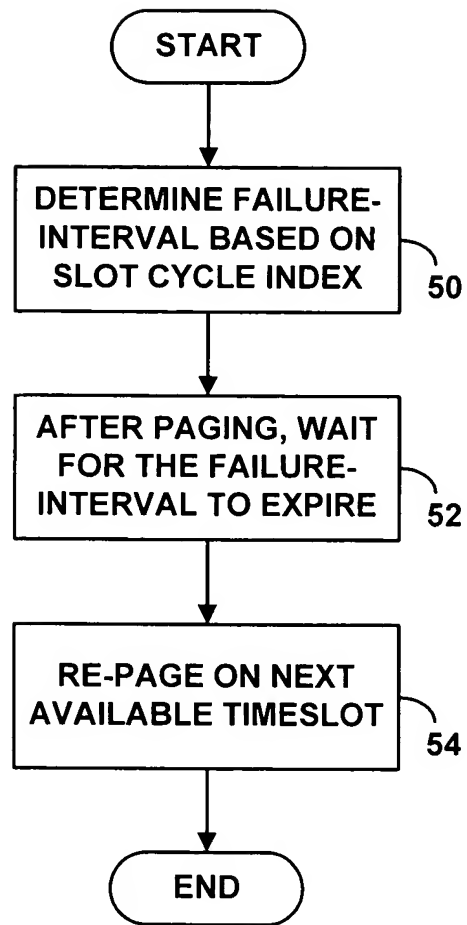 START
DETERMINE FAILURE-
INTERVAL BASED ON
SLOT CYCLE INDEX
50
AFTER PAGING, WAIT
FOR THE FAILURE-
INTERVAL TO EXPIRE
52
RE-PAGE ON NEXT
AVAILABLE TIMESLOT
54
END